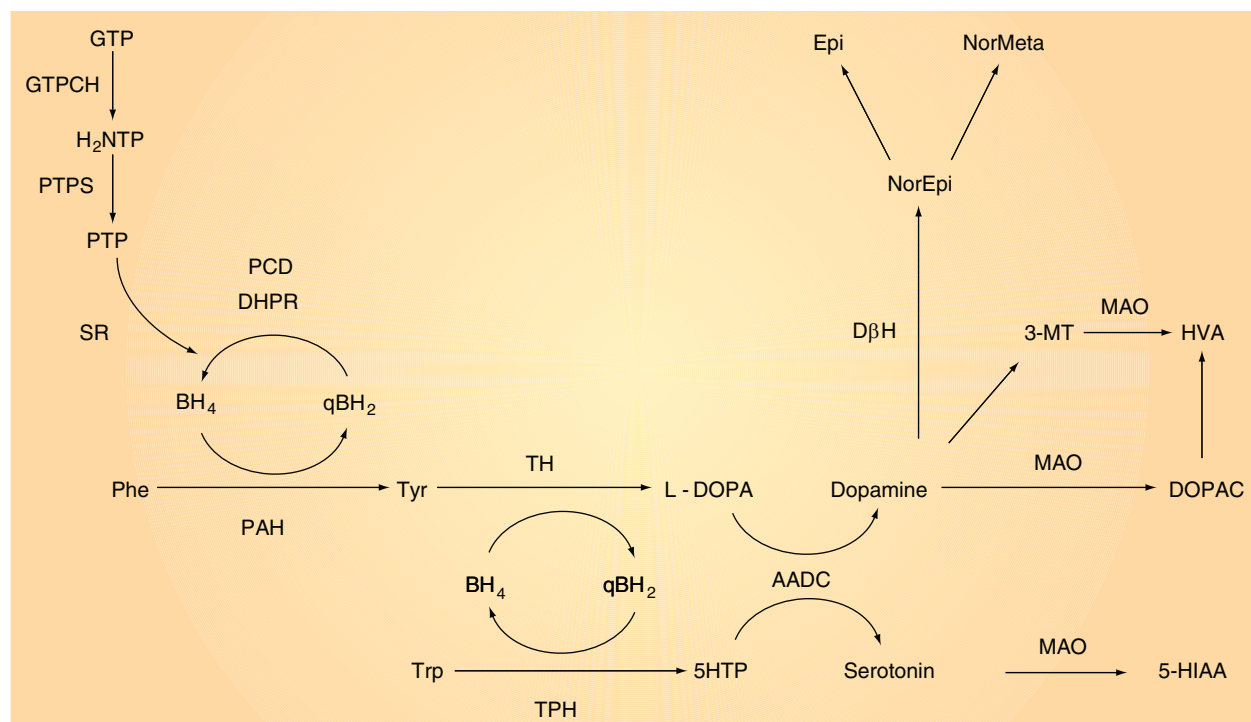 GTP
Epi
NorMeta
GTPCH
H₂NTP
PTPS
NorEpi
PTP
PCD
DHPR
SR
DβH
3-MT
MAO
HVA
BH₄
qBH₂
TH
MAO
Phe
Tyr
L - DOPA
Dopamine
DOPAC
PAH
BH₄
qBH₂
AADC
MAO
Trp
5HTP
Serotonin
5-HIAA
TPH